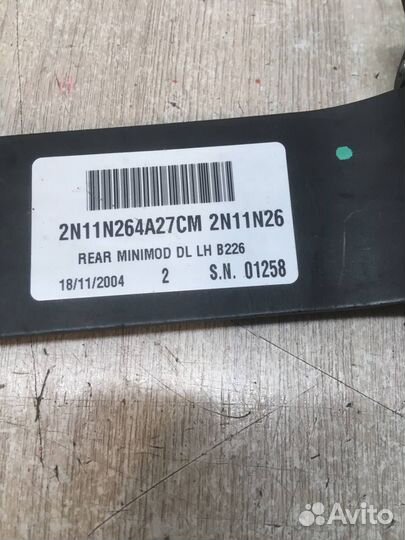 2N11N264A27CM 2N11N26
REAR MINIMOD DL LH B226
18/11/2004 2 S.N. 01258
Avito